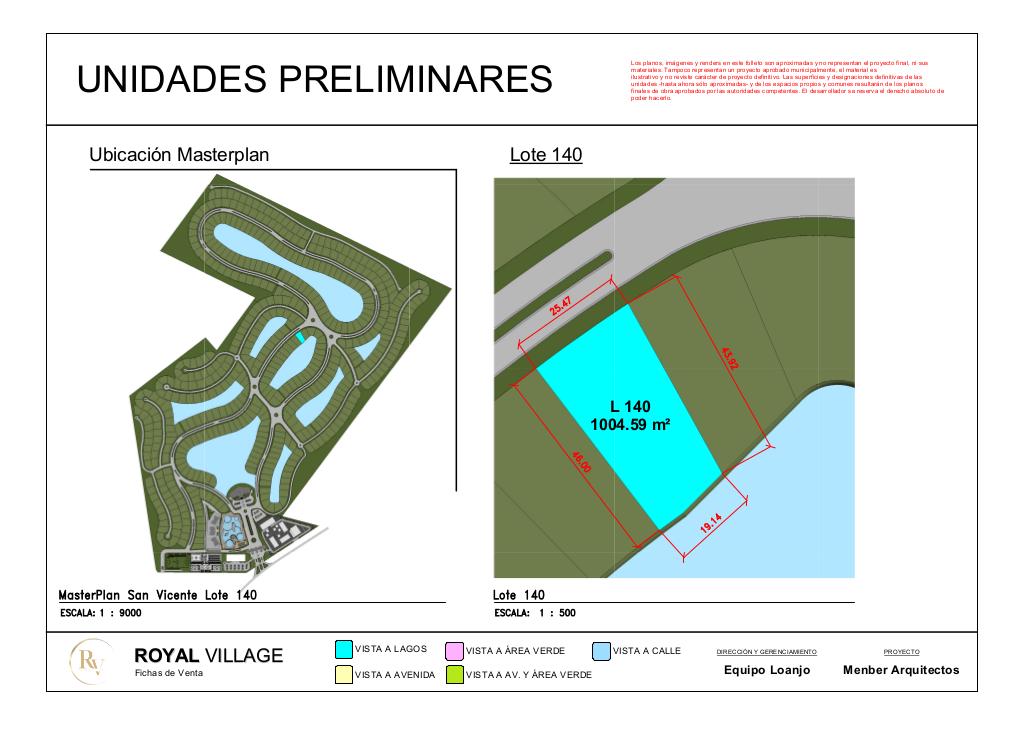 UNIDADES PRELIMINARES
Los planos, imágenes y renders en este folleto son aproximadas y no representan el proyecto final, ni sus
materiales. Tampoco representan un proyecto aprobado municipalmente, el material es
ilustrativo y no reviste carácter de proyecto definitivo. Las superficies y designaciones definitivas de las
unidades -hasta ahora sólo aproximadas- y de los espacios propios y comunes resultarán de los planos
finales de obra aprobados por las autoridades competentes. El desarrollador se reserva el derecho absoluto de
poder hacerlo.
Ubicación Masterplan
Lote 140
25.47
43.92
L 140
1004.59 m²
46.00
19.14
MasterPlan San Vicente Lote 140
ESCALA: 1 : 9000
Lote 140
ESCALA: 1 : 500
RV
ROYAL VILLAGE
Fichas de Venta
VISTA A LAGOS
VISTA A ÁREA VERDE
VISTA A CALLE
VISTA A AVENIDA
VISTA A AV. Y ÁREA VERDE
DIRECCIÓN Y GERENCIAMIENTO
Equipo Loanjo
PROYECTO
Menber Arquitectos